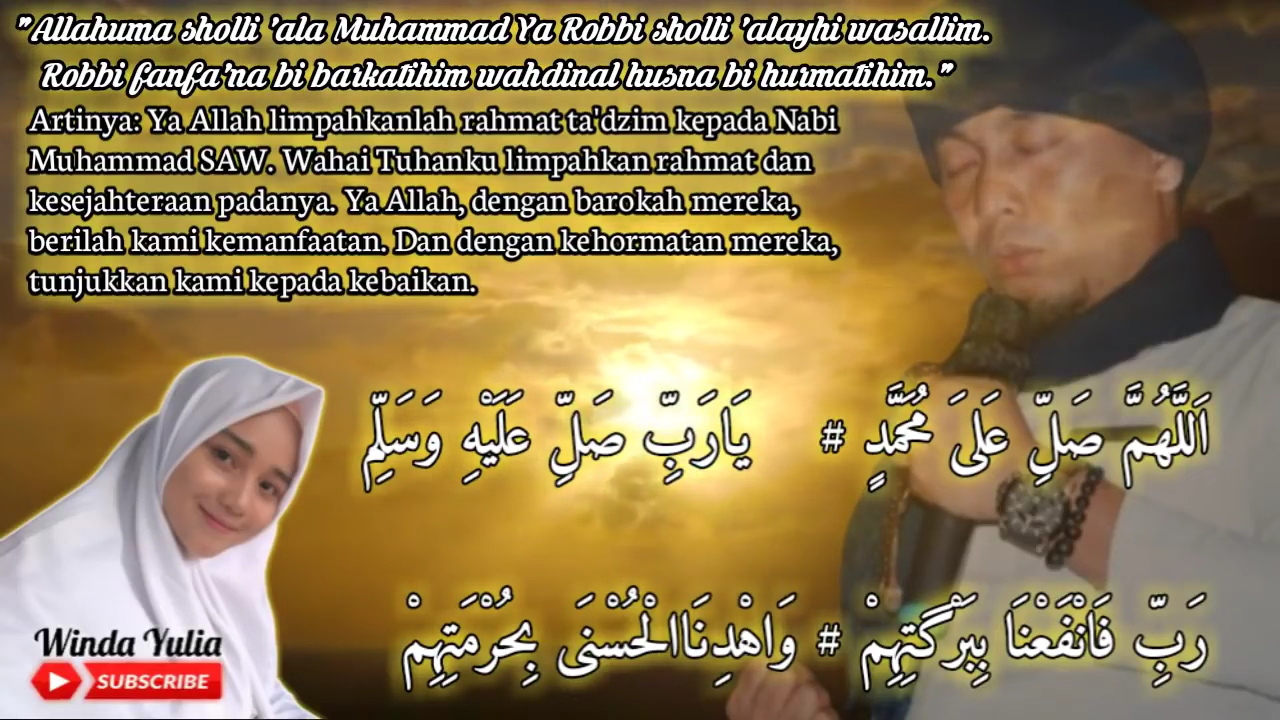 "Allahuma sholli 'ala Muhammad Ya Robbi sholli 'alayhi wasallim.
Robbi fanfa'na bi barkatihim wahdinal husna bi hurmatihim."
Artinya: Ya Allah limpahkanlah rahmat ta'dzim kepada Nabi
Muhammad SAW. Wahai Tuhanku limpahkan rahmat dan
kesejahteraan padanya. Ya Allah, dengan barokah mereka,
berilah kami kemanfaatan. Dan dengan kehormatan mereka,
tunjukkan kami kepada kebaikan.
اَللَّهُمَّ صَلِّ عَلىَ مُحَمَّدٍ # يَارَبِّ صَلِّ عَلَيْهِ وَسَلِّمْ
رَبِّ فَانْفَعْنَا بِبَرْكَتِهِمْ # وَاهْدِنَاالْحُسْنَى بِحُرْمَتِهِمْ
Winda Yulia
SUBSCRIBE